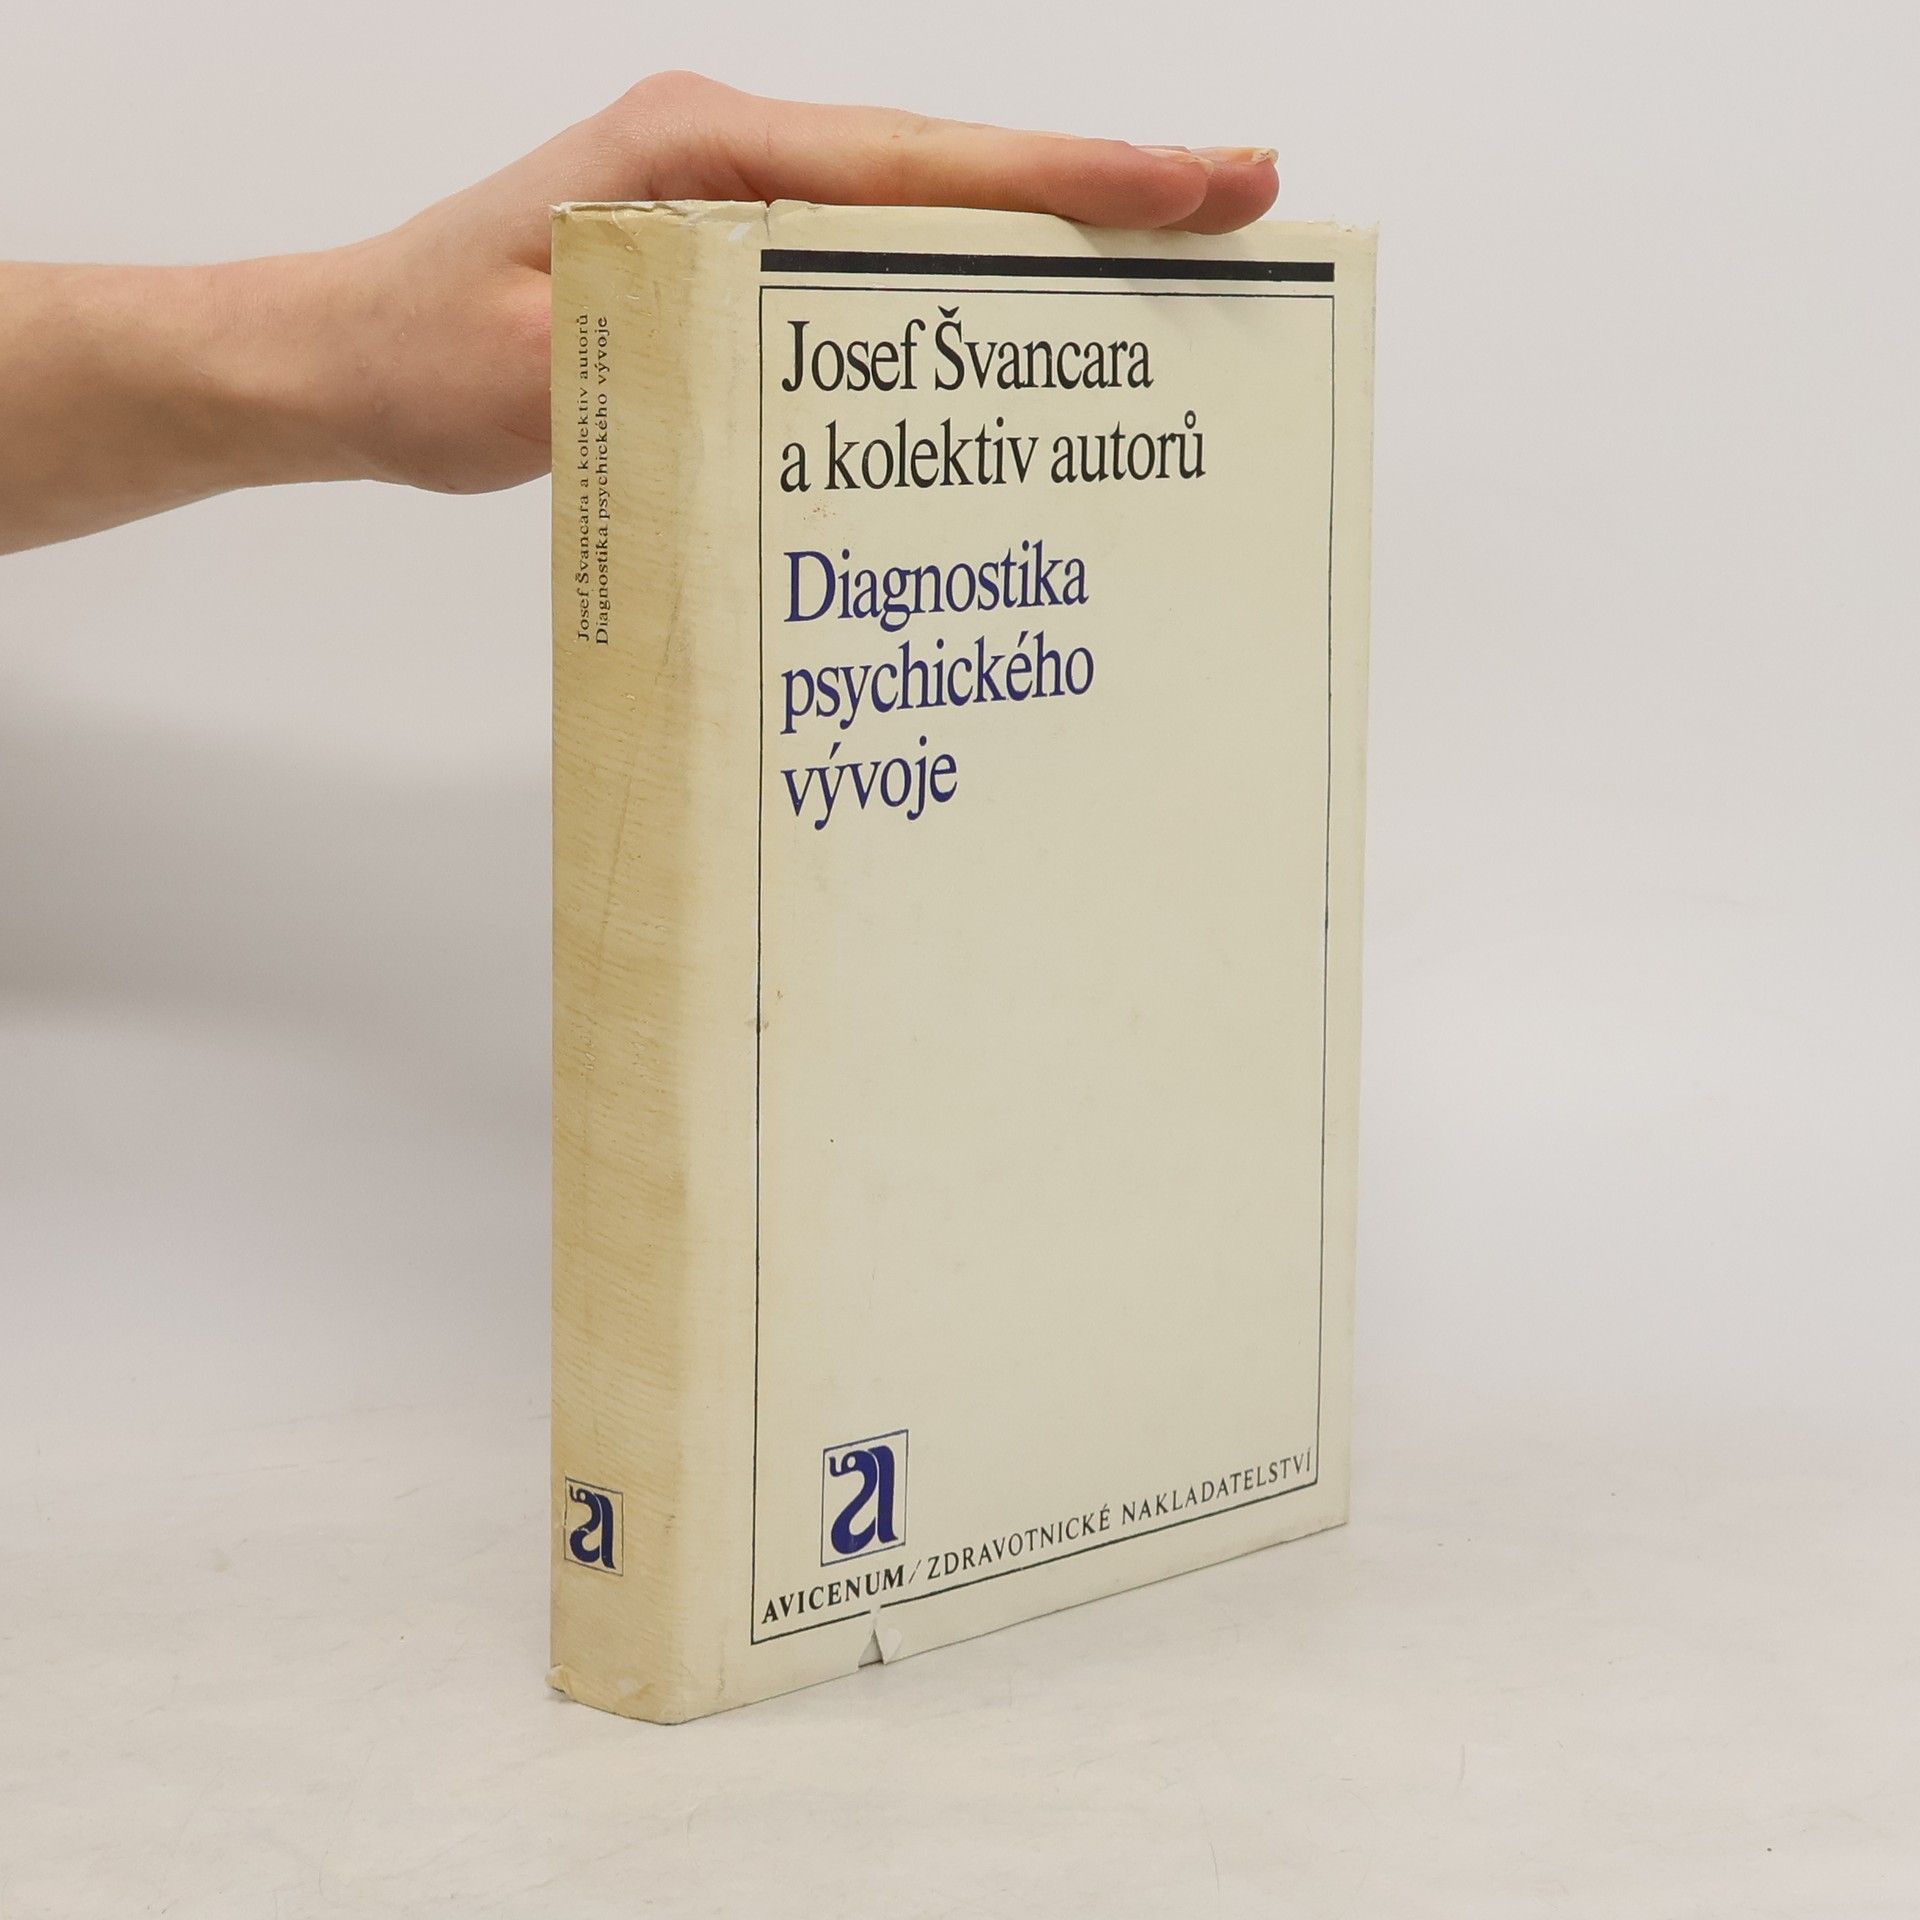 Josef Švancara a kolektiv autorů
Diagnostika psychického vývoje
Josef Švancara
a kolektiv autorů
Diagnostika
psychického
vývoje
AVICENUM/ZDRAVOTNICKÉ NAKLADATELSTVÍ